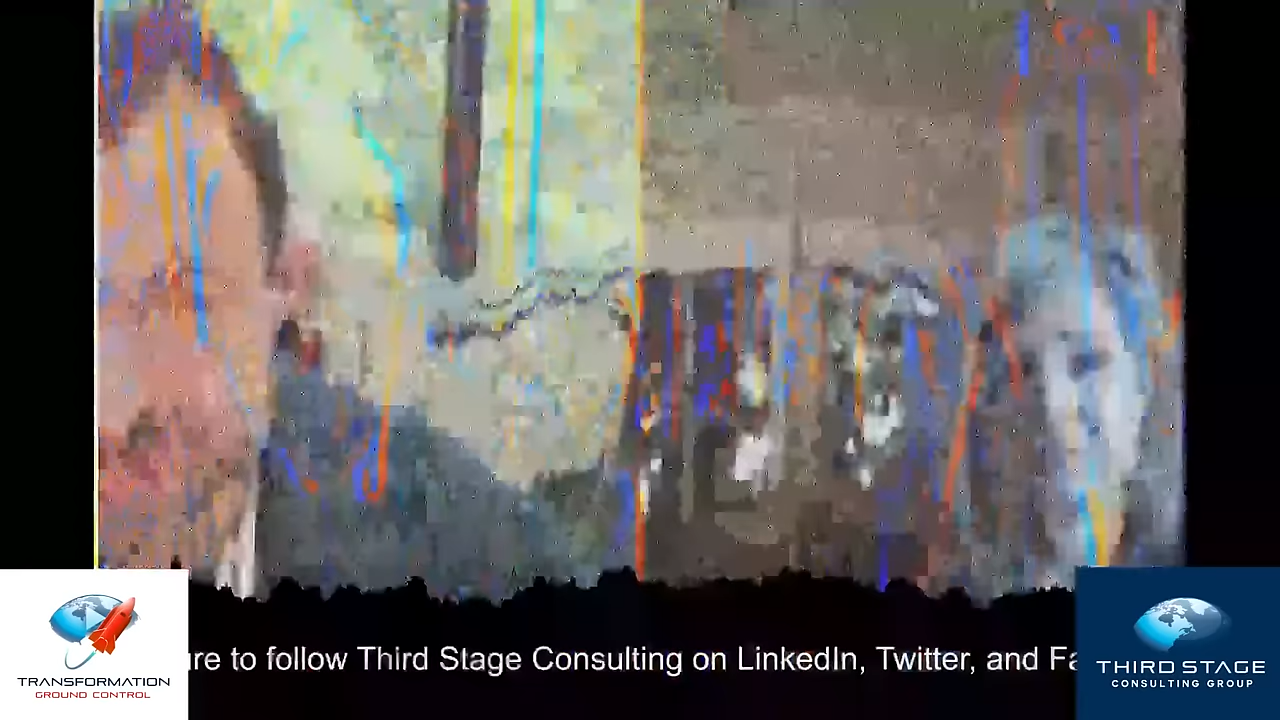 ure to follow Third Stage Consulting on LinkedIn, Twitter, and Fa
TRANSFORMATION
GROUND CONTROL
THIRD STAGE
CONSULTING GROUP